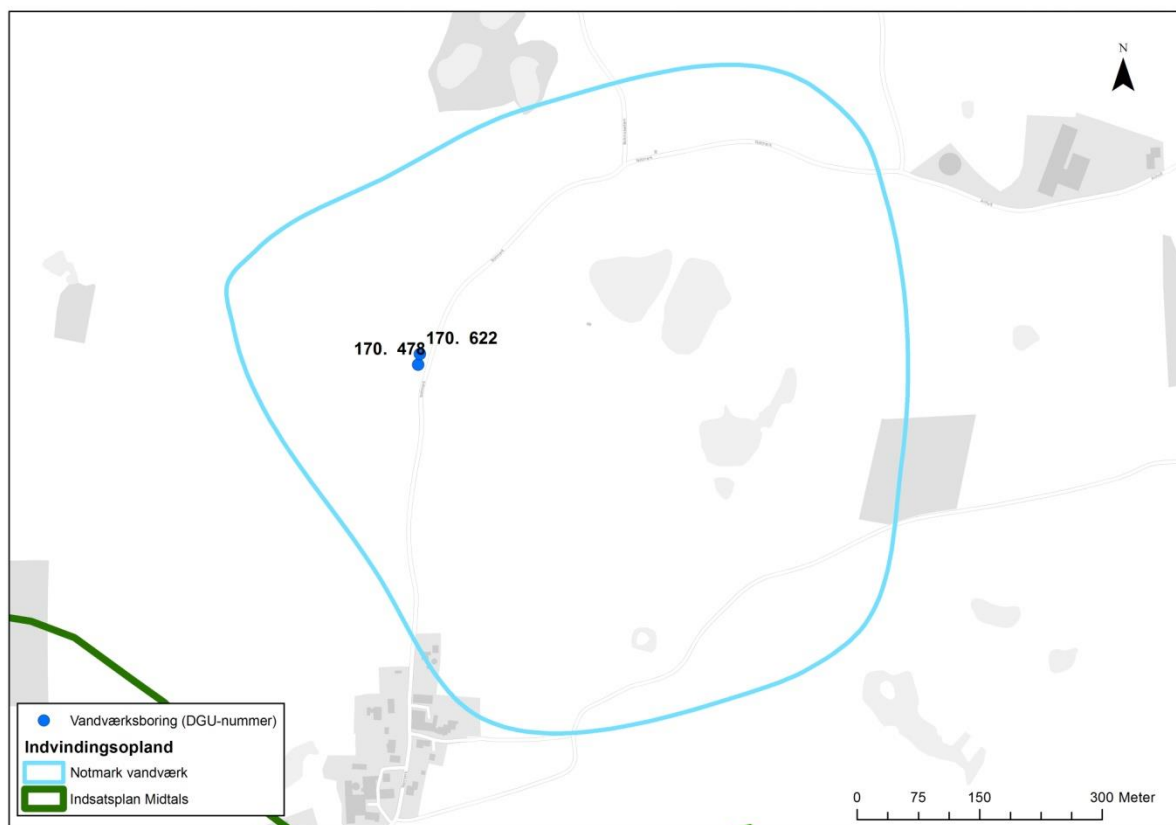 N
170. 622
170. 478
Vandværksboring (DGU-nummer)
Indvindingsopland
Notmark vandværk
Indsatsplan Midtals
0 75 150 300 Meter